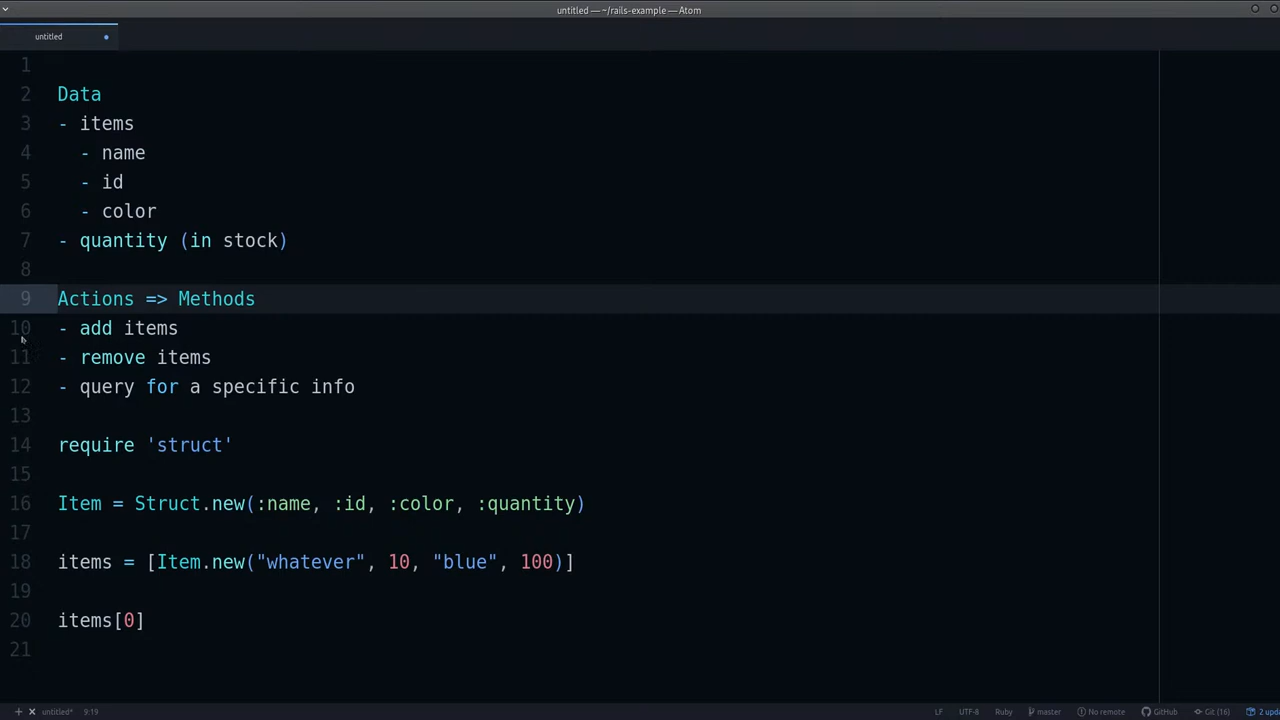 untitled — ~/rails-example — Atom
untitled
1
2 Data
3 - items
4 - name
5 - id
6 - color
7 - quantity (in stock)
8
9 Actions => Methods
10 - add items
11 - remove items
12 - query for a specific info
13
14 require 'struct'
15
16 Item = Struct.new(:name, :id, :color, :quantity)
17
18 items = [Item.new("whatever", 10, "blue", 100)]
19
20 items[0]
21
untitled* 9:19 LF UTF-8 Ruby master No remote GitHub Git (16) 2 upd